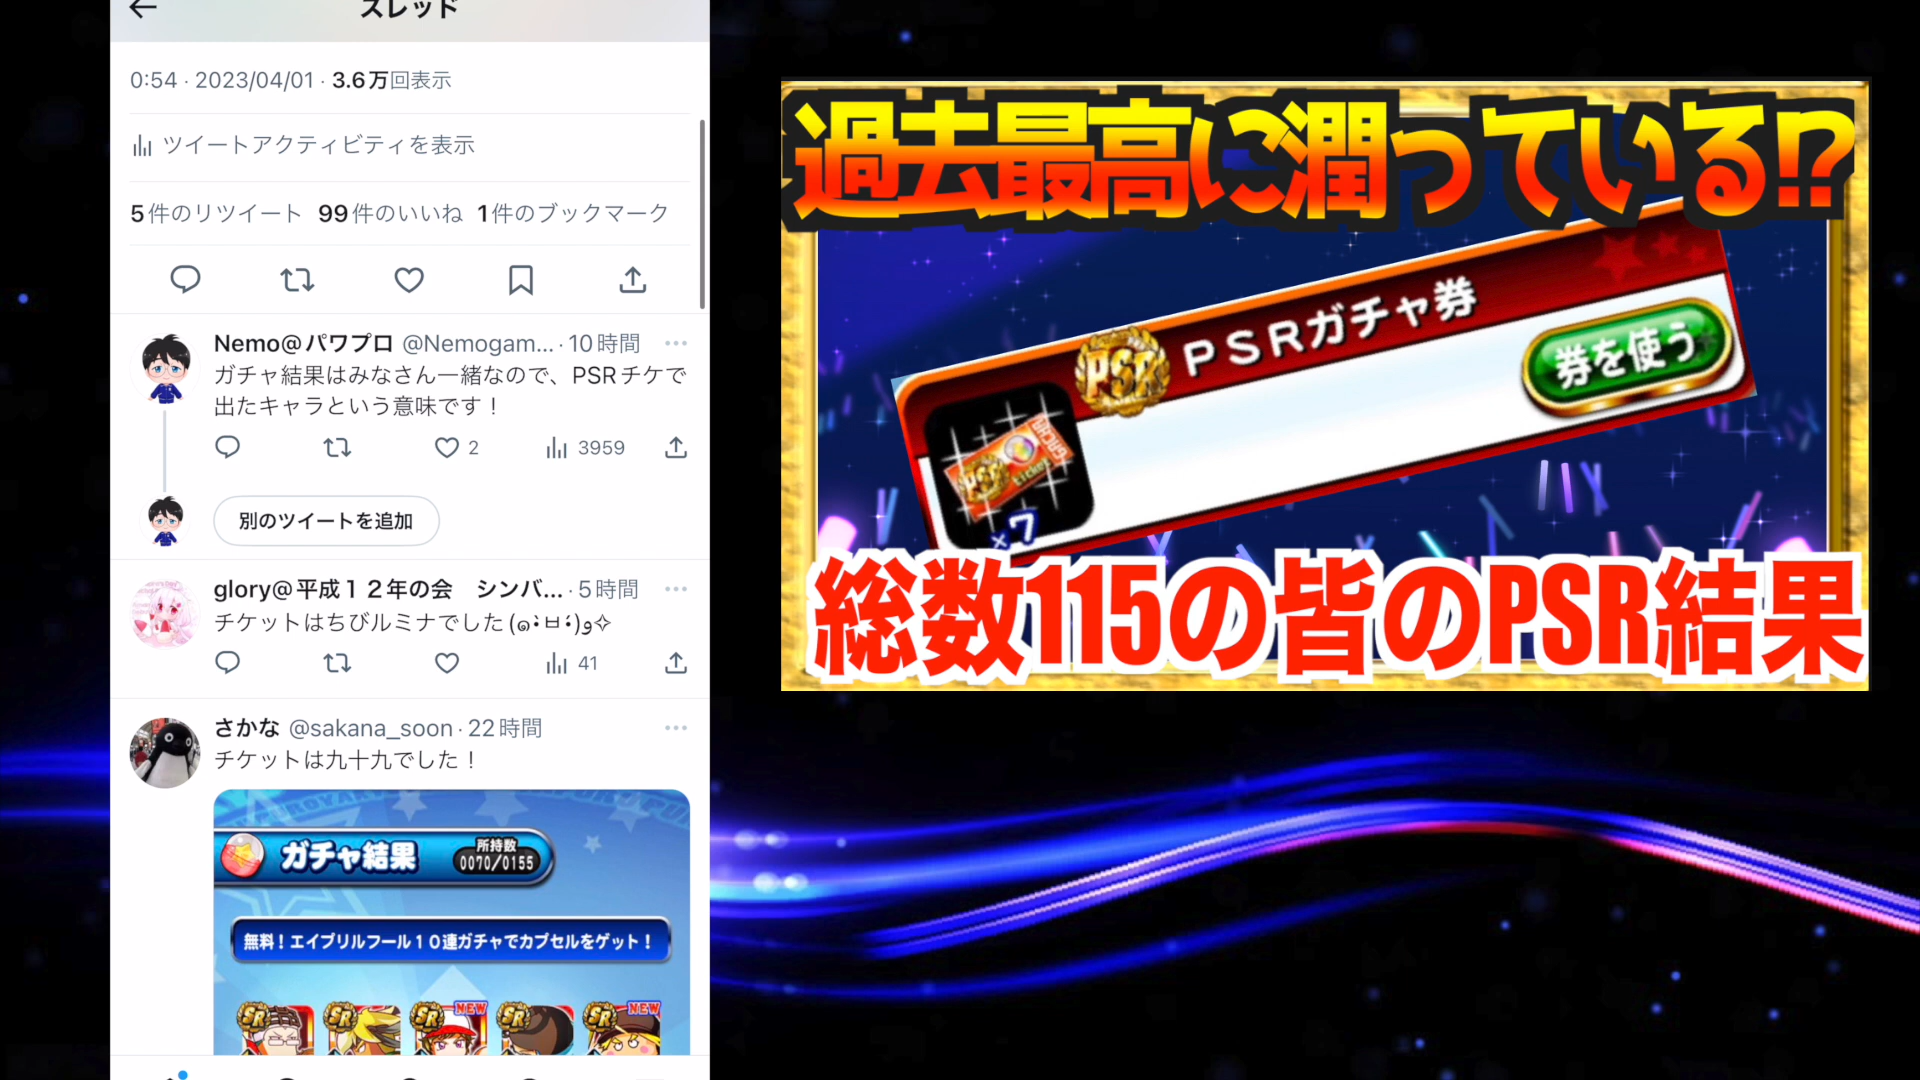 スレッド
0:54 · 2023/04/01 · 3.6万回表示
ツイートアクティビティを表示
5件のリツイート 99件のいいね 1件のブックマーク
Nemo@パワプロ @Nemogam... · 10時間
ガチャ結果はみなさん一緒なので、PSRチケで
出たキャラという意味です！
2
3959
別のツイートを追加
glory@平成１２年の会　シンバ... · 5時間
チケットはちびルミナでした(๑•̀ㅂ•́)و✧
41
さかな @sakana_soon · 22時間
チケットは九十九でした！
ガチャ結果
所持数
0070/0155
無料！エイプリルフール１０連ガチャでカプセルをゲット！
SR
SR
SR NEW
SR
SR NEW
過去最高に潤っている!?
PSR PSRガチャ券
券を使う
GACHA
PSR ticket
×7
総数115の皆のPSR結果